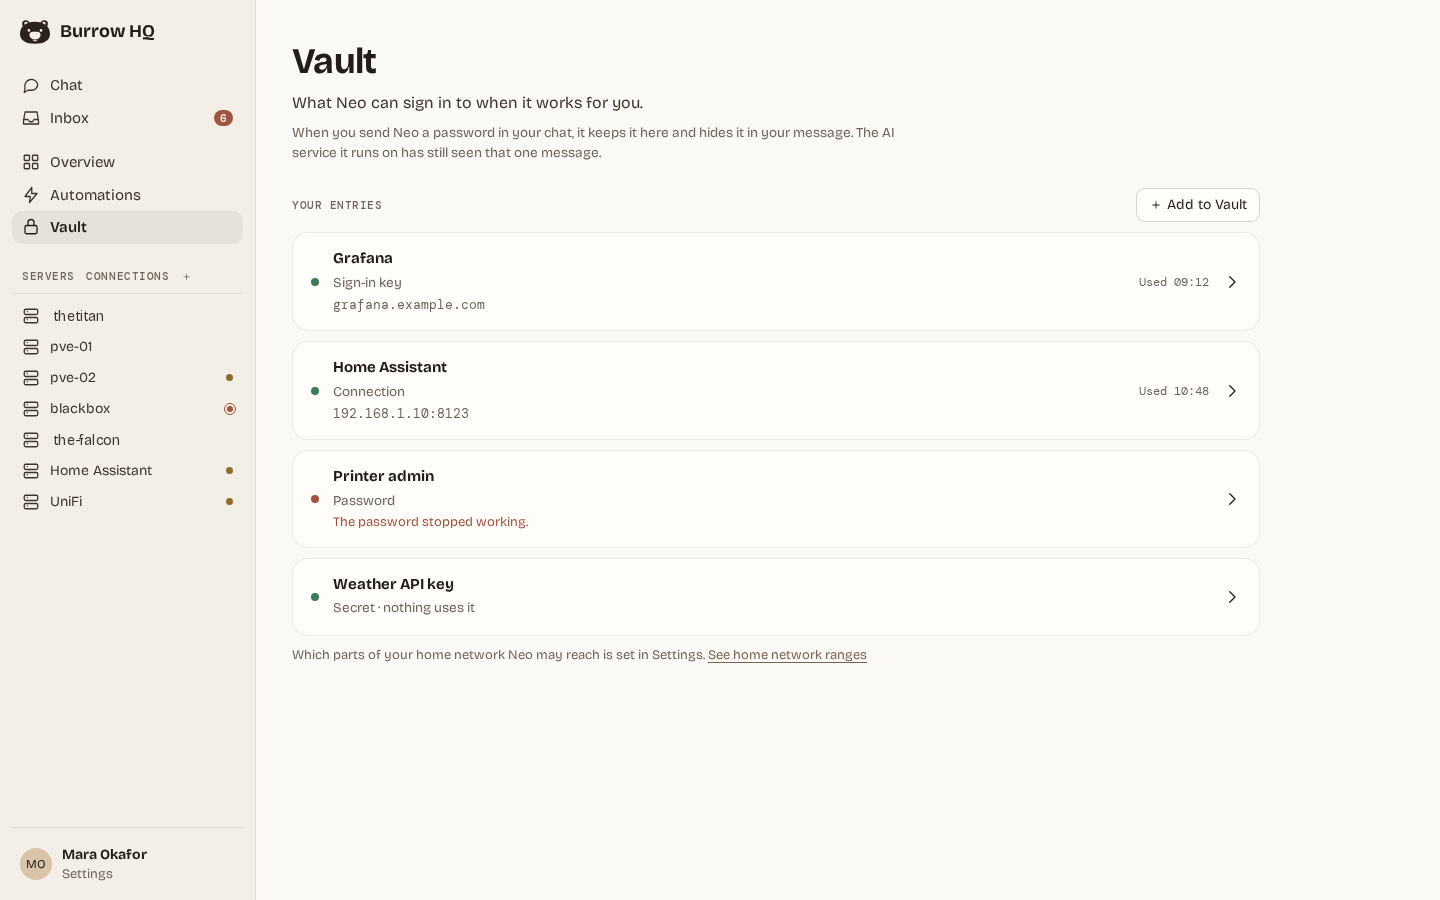 Burrow HQ
Chat
Inbox 6
Overview
Automations
Vault
SERVERS CONNECTIONS +
thetitan
pve-01
pve-02
blackbox
the-falcon
Home Assistant
UniFi
MO
Mara Okafor
Settings
Vault
What Neo can sign in to when it works for you.
When you send Neo a password in your chat, it keeps it here and hides it in your message. The AI
service it runs on has still seen that one message.
YOUR ENTRIES
+ Add to Vault
Grafana
Sign-in key
grafana.example.com
Used 09:12
Home Assistant
Connection
192.168.1.10:8123
Used 10:48
Printer admin
Password
The password stopped working.
Weather API key
Secret · nothing uses it
Which parts of your home network Neo may reach is set in Settings. See home network ranges